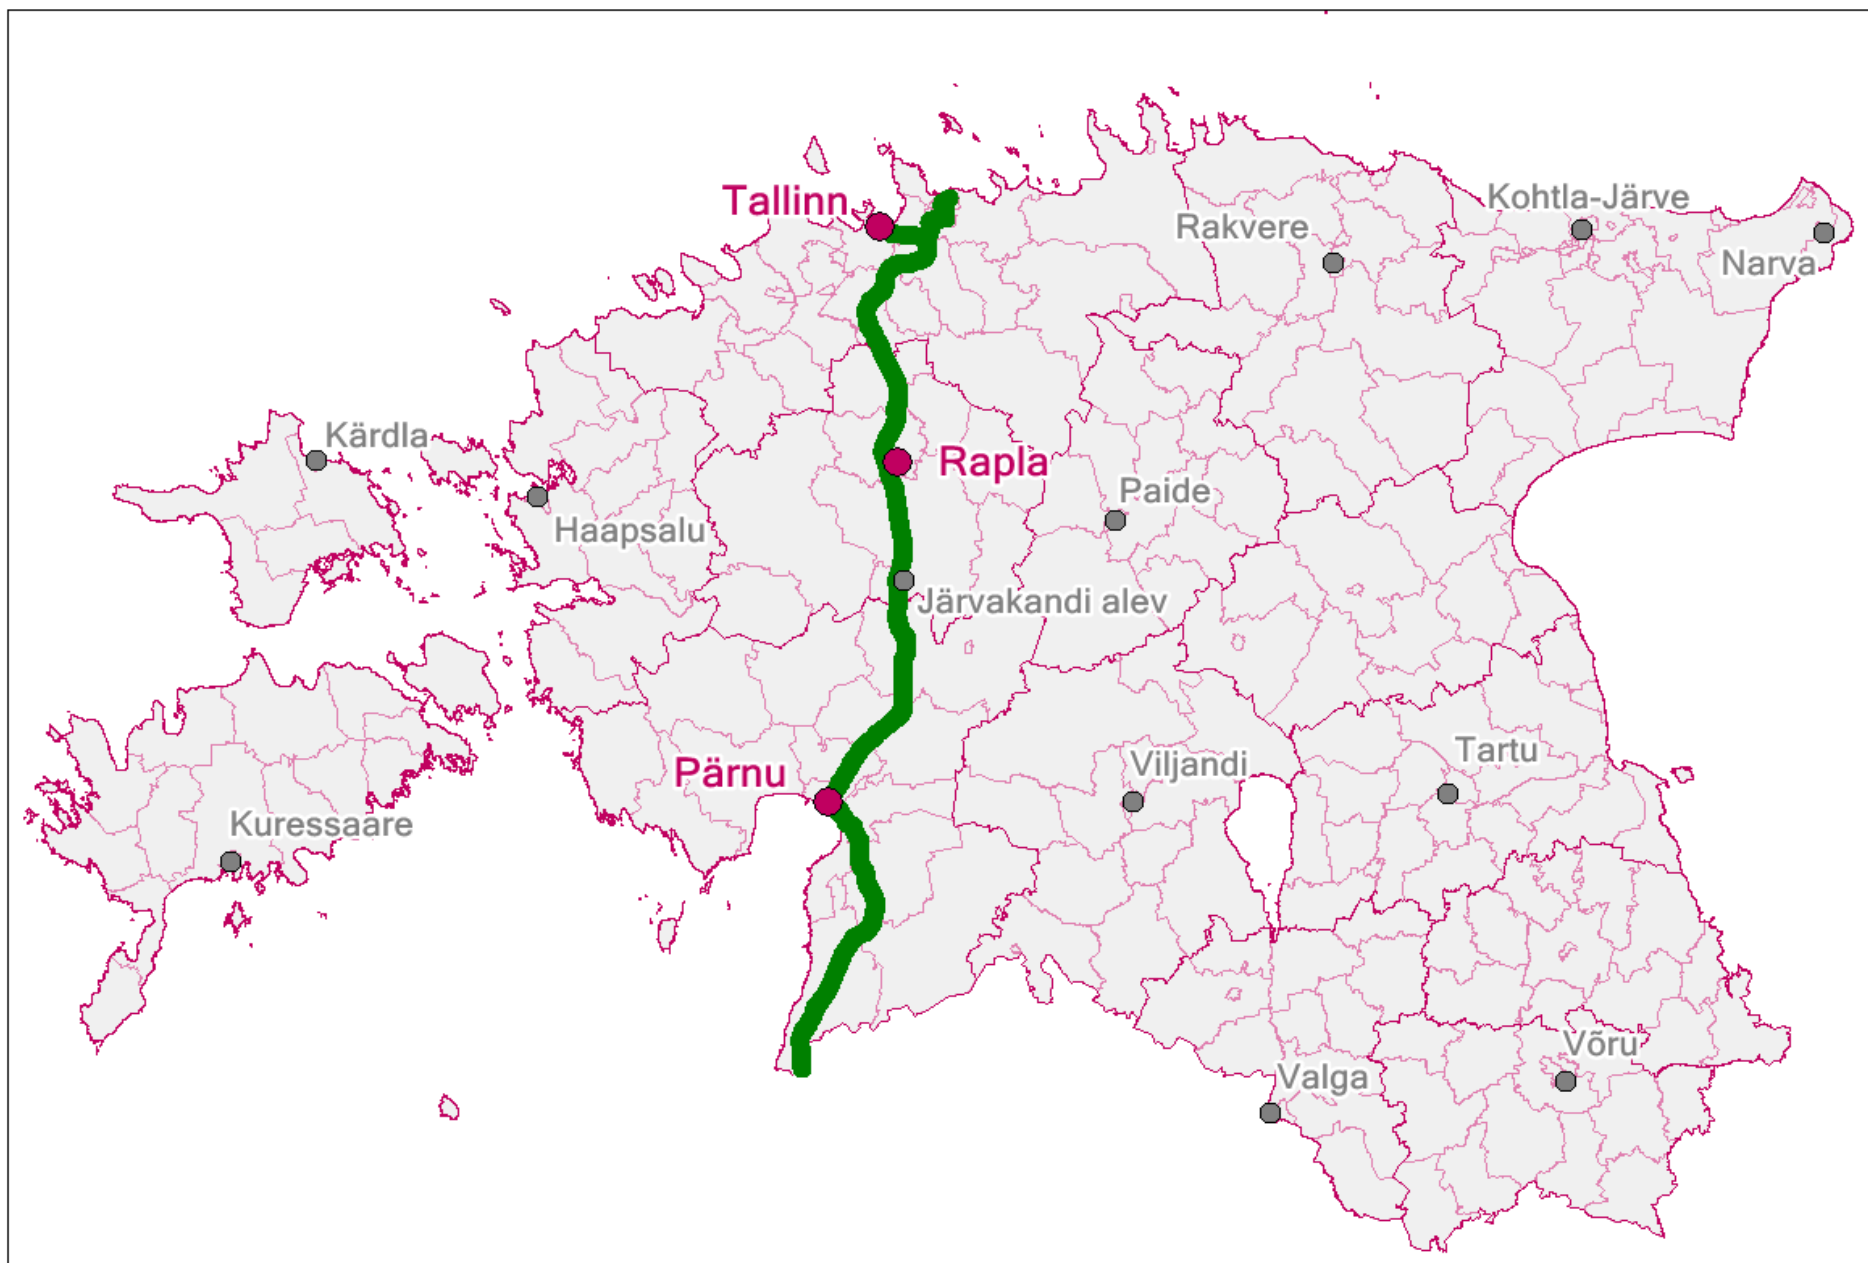 Tallinn
Kohtla-Järve
Rakvere
Narva
Kärdla
Rapla
Paide
Haapsalu
Järvakandi alev
Tartu
Viljandi
Pärnu
Kuressaare
Võru
Valga